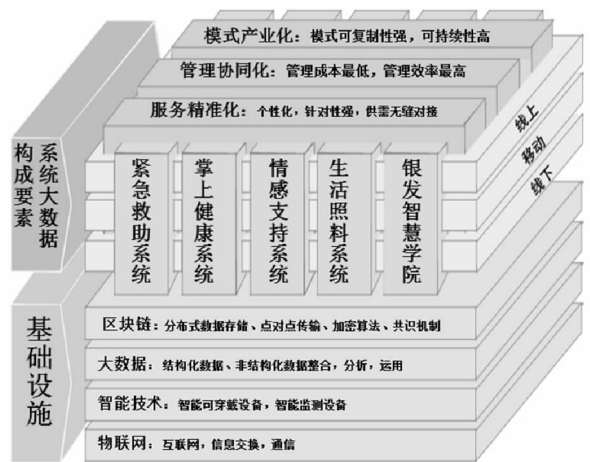 模式产业化：模式可复制性强，可持续性高
管理协同化：管理成本最低，管理效率最高
服务精准化：个性化，针对性强，供需无缝对接
线上
移动
线下
系统大数据
构成要素
紧急救助系统
掌上健康系统
情感支持系统
生活照料系统
银发智慧学院
基础设施
区块链：分布式数据存储、点对点传输、加密算法、共识机制
大数据：结构化数据、非结构化数据整合，分析，运用
智能技术：智能可穿戴设备，智能监测设备
物联网：互联网，信息交换，通信